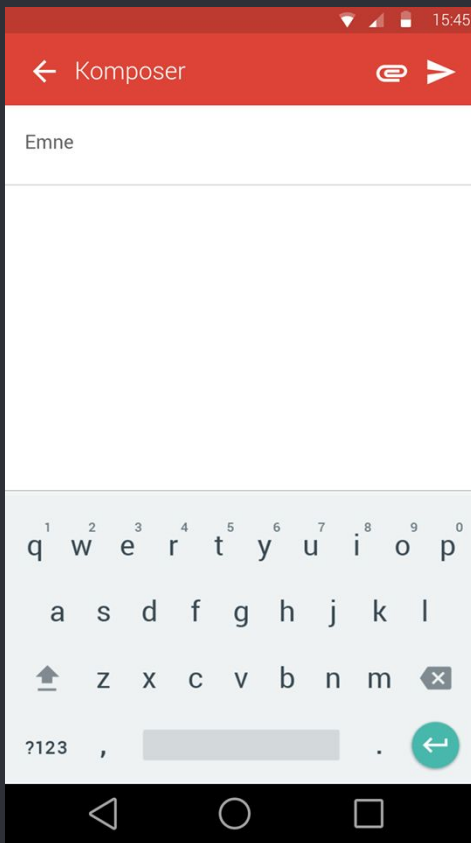 15:45
Komposer
Emne
1 2 3 4 5 6 7 8 9 0
q w e r t y u i o p
a s d f g h j k l
z x c v b n m
?123 , .